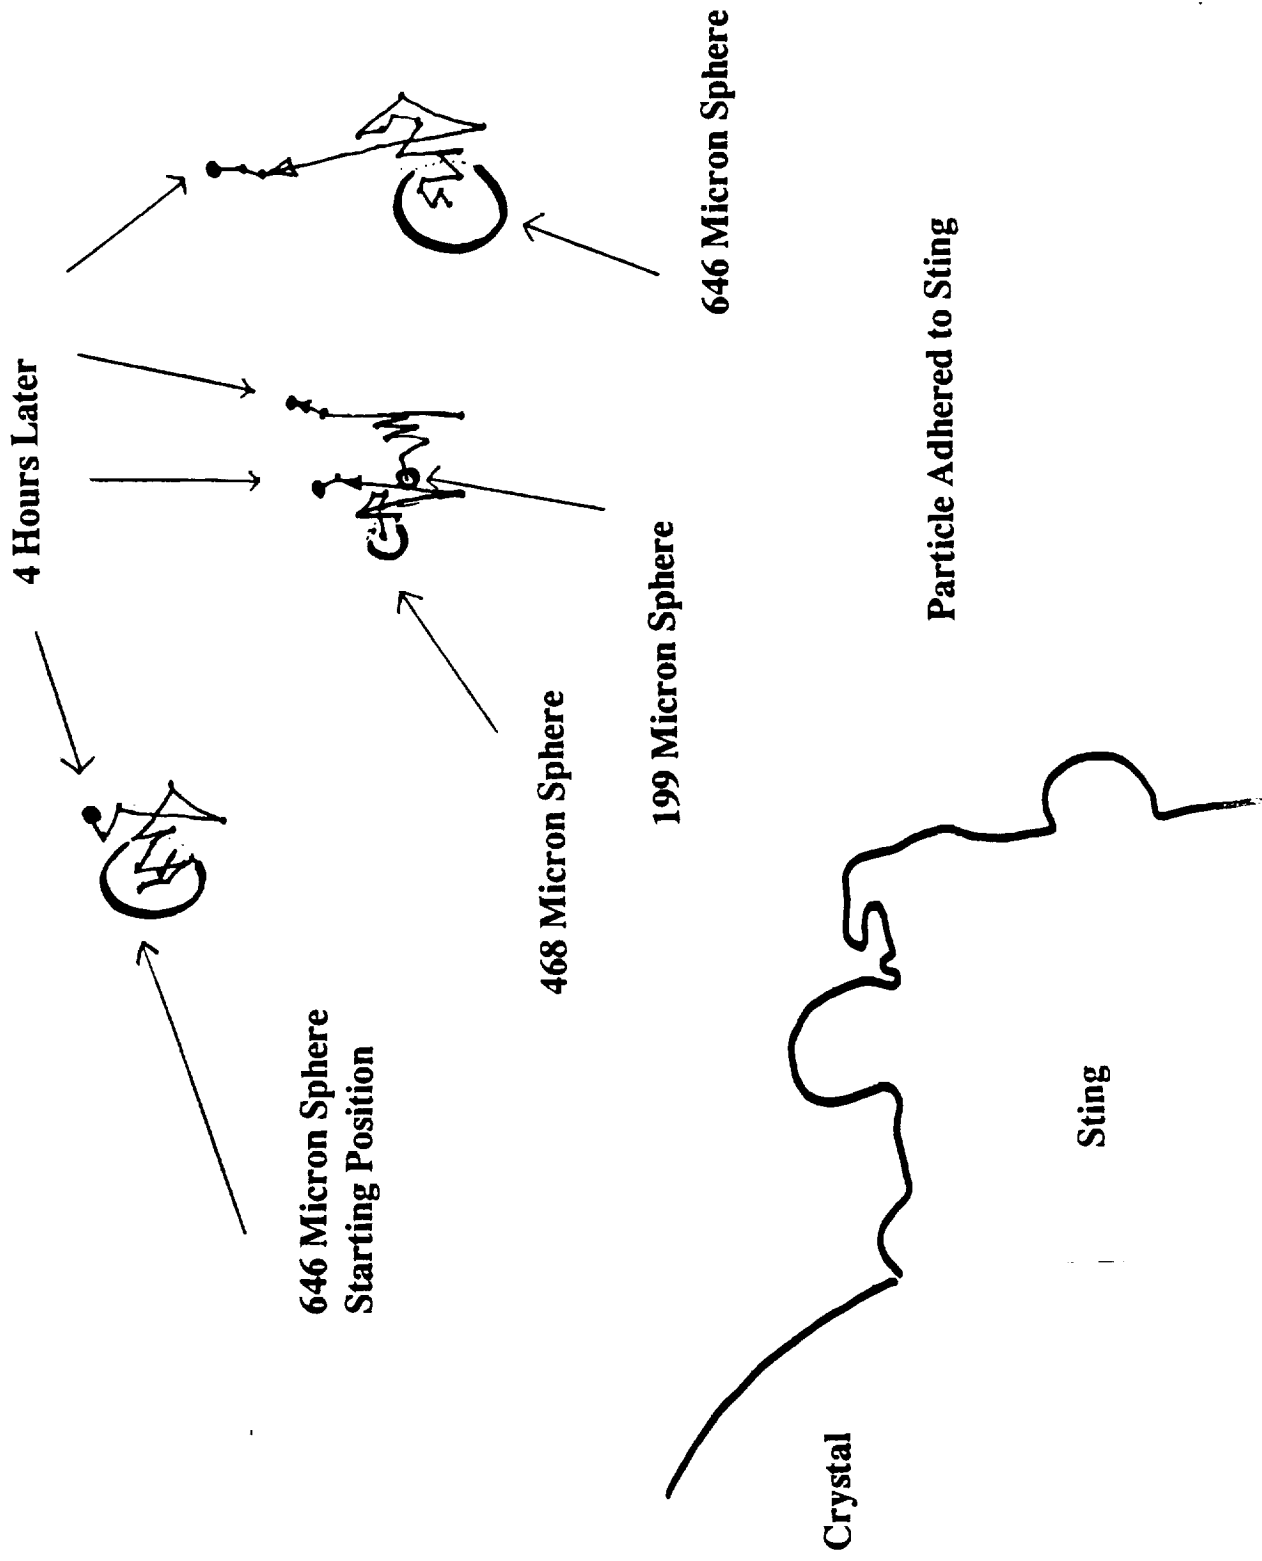 4 Hours Later
646 Micron Sphere
Starting Position
468 Micron Sphere
199 Micron Sphere
646 Micron Sphere
Crystal
Particle Adhered to Sting
Sting